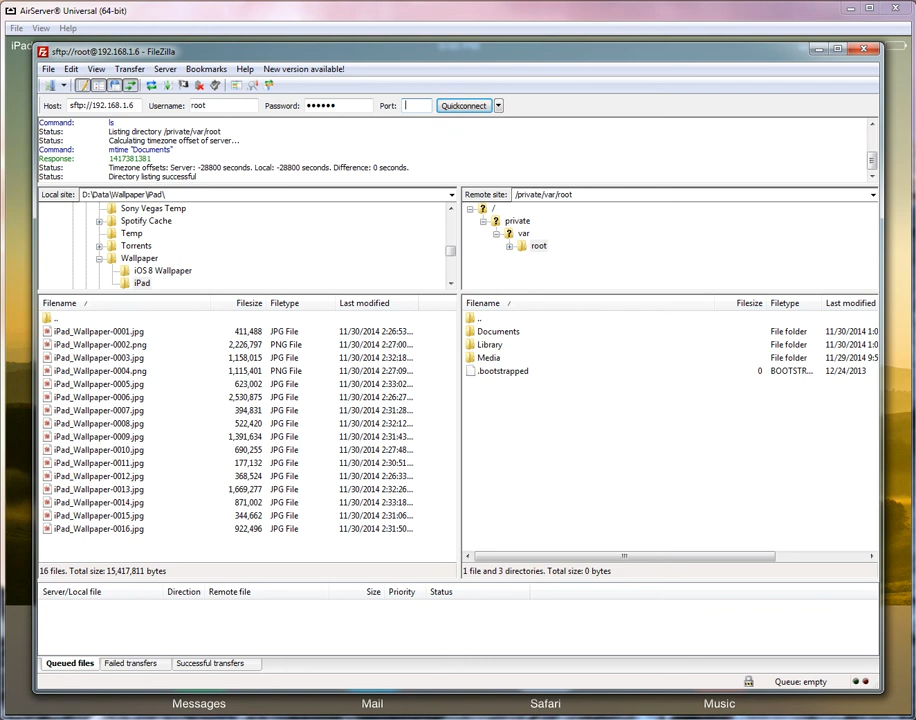 AirServer® Universal (64-bit)
File View Help
iPad
sftp://root@192.168.1.6 - FileZilla
File Edit View Transfer Server Bookmarks Help New version available!
Host: sftp://192.168.1.6 Username: root Password: •••••• Port: Quickconnect
Command: ls
Status: Listing directory /private/var/root
Status: Calculating timezone offset of server...
Command: mtime "Documents"
Response: 1417381381
Status: Timezone offsets: Server: -28800 seconds. Local: -28800 seconds. Difference: 0 seconds.
Status: Directory listing successful
Local site: D:\Data\Wallpaper\iPad\
Sony Vegas Temp
Spotify Cache
Temp
Torrents
Wallpaper
iOS 8 Wallpaper
iPad
Remote site: /private/var/root
/
private
var
root
Filename / Filesize Filetype Last modified
..
iPad_Wallpaper-0001.jpg 411,488 JPG File 11/30/2014 2:26:53...
iPad_Wallpaper-0002.png 2,226,797 PNG File 11/30/2014 2:27:00...
iPad_Wallpaper-0003.jpg 1,158,015 JPG File 11/30/2014 2:32:18...
iPad_Wallpaper-0004.png 1,115,401 PNG File 11/30/2014 2:27:09...
iPad_Wallpaper-0005.jpg 623,002 JPG File 11/30/2014 2:33:02...
iPad_Wallpaper-0006.jpg 2,530,875 JPG File 11/30/2014 2:26:27...
iPad_Wallpaper-0007.jpg 394,831 JPG File 11/30/2014 2:31:28...
iPad_Wallpaper-0008.jpg 522,420 JPG File 11/30/2014 2:32:12...
iPad_Wallpaper-0009.jpg 1,391,634 JPG File 11/30/2014 2:31:43...
iPad_Wallpaper-0010.jpg 690,255 JPG File 11/30/2014 2:27:48...
iPad_Wallpaper-0011.jpg 177,132 JPG File 11/30/2014 2:30:51...
iPad_Wallpaper-0012.jpg 368,524 JPG File 11/30/2014 2:26:33...
iPad_Wallpaper-0013.jpg 1,669,277 JPG File 11/30/2014 2:32:26...
iPad_Wallpaper-0014.jpg 871,002 JPG File 11/30/2014 2:33:18...
iPad_Wallpaper-0015.jpg 344,662 JPG File 11/30/2014 2:31:06...
iPad_Wallpaper-0016.jpg 922,496 JPG File 11/30/2014 2:31:50...
16 files. Total size: 15,417,811 bytes
Filename / Filesize Filetype Last modified
..
Documents File folder 11/30/2014 1:0
Library File folder 11/30/2014 1:0
Media File folder 11/29/2014 9:5
.bootstrapped 0 BOOTSTR... 12/24/2013
1 file and 3 directories. Total size: 0 bytes
Server/Local file Direction Remote file Size Priority Status
Queued files Failed transfers Successful transfers
Queue: empty
Messages Mail Safari Music